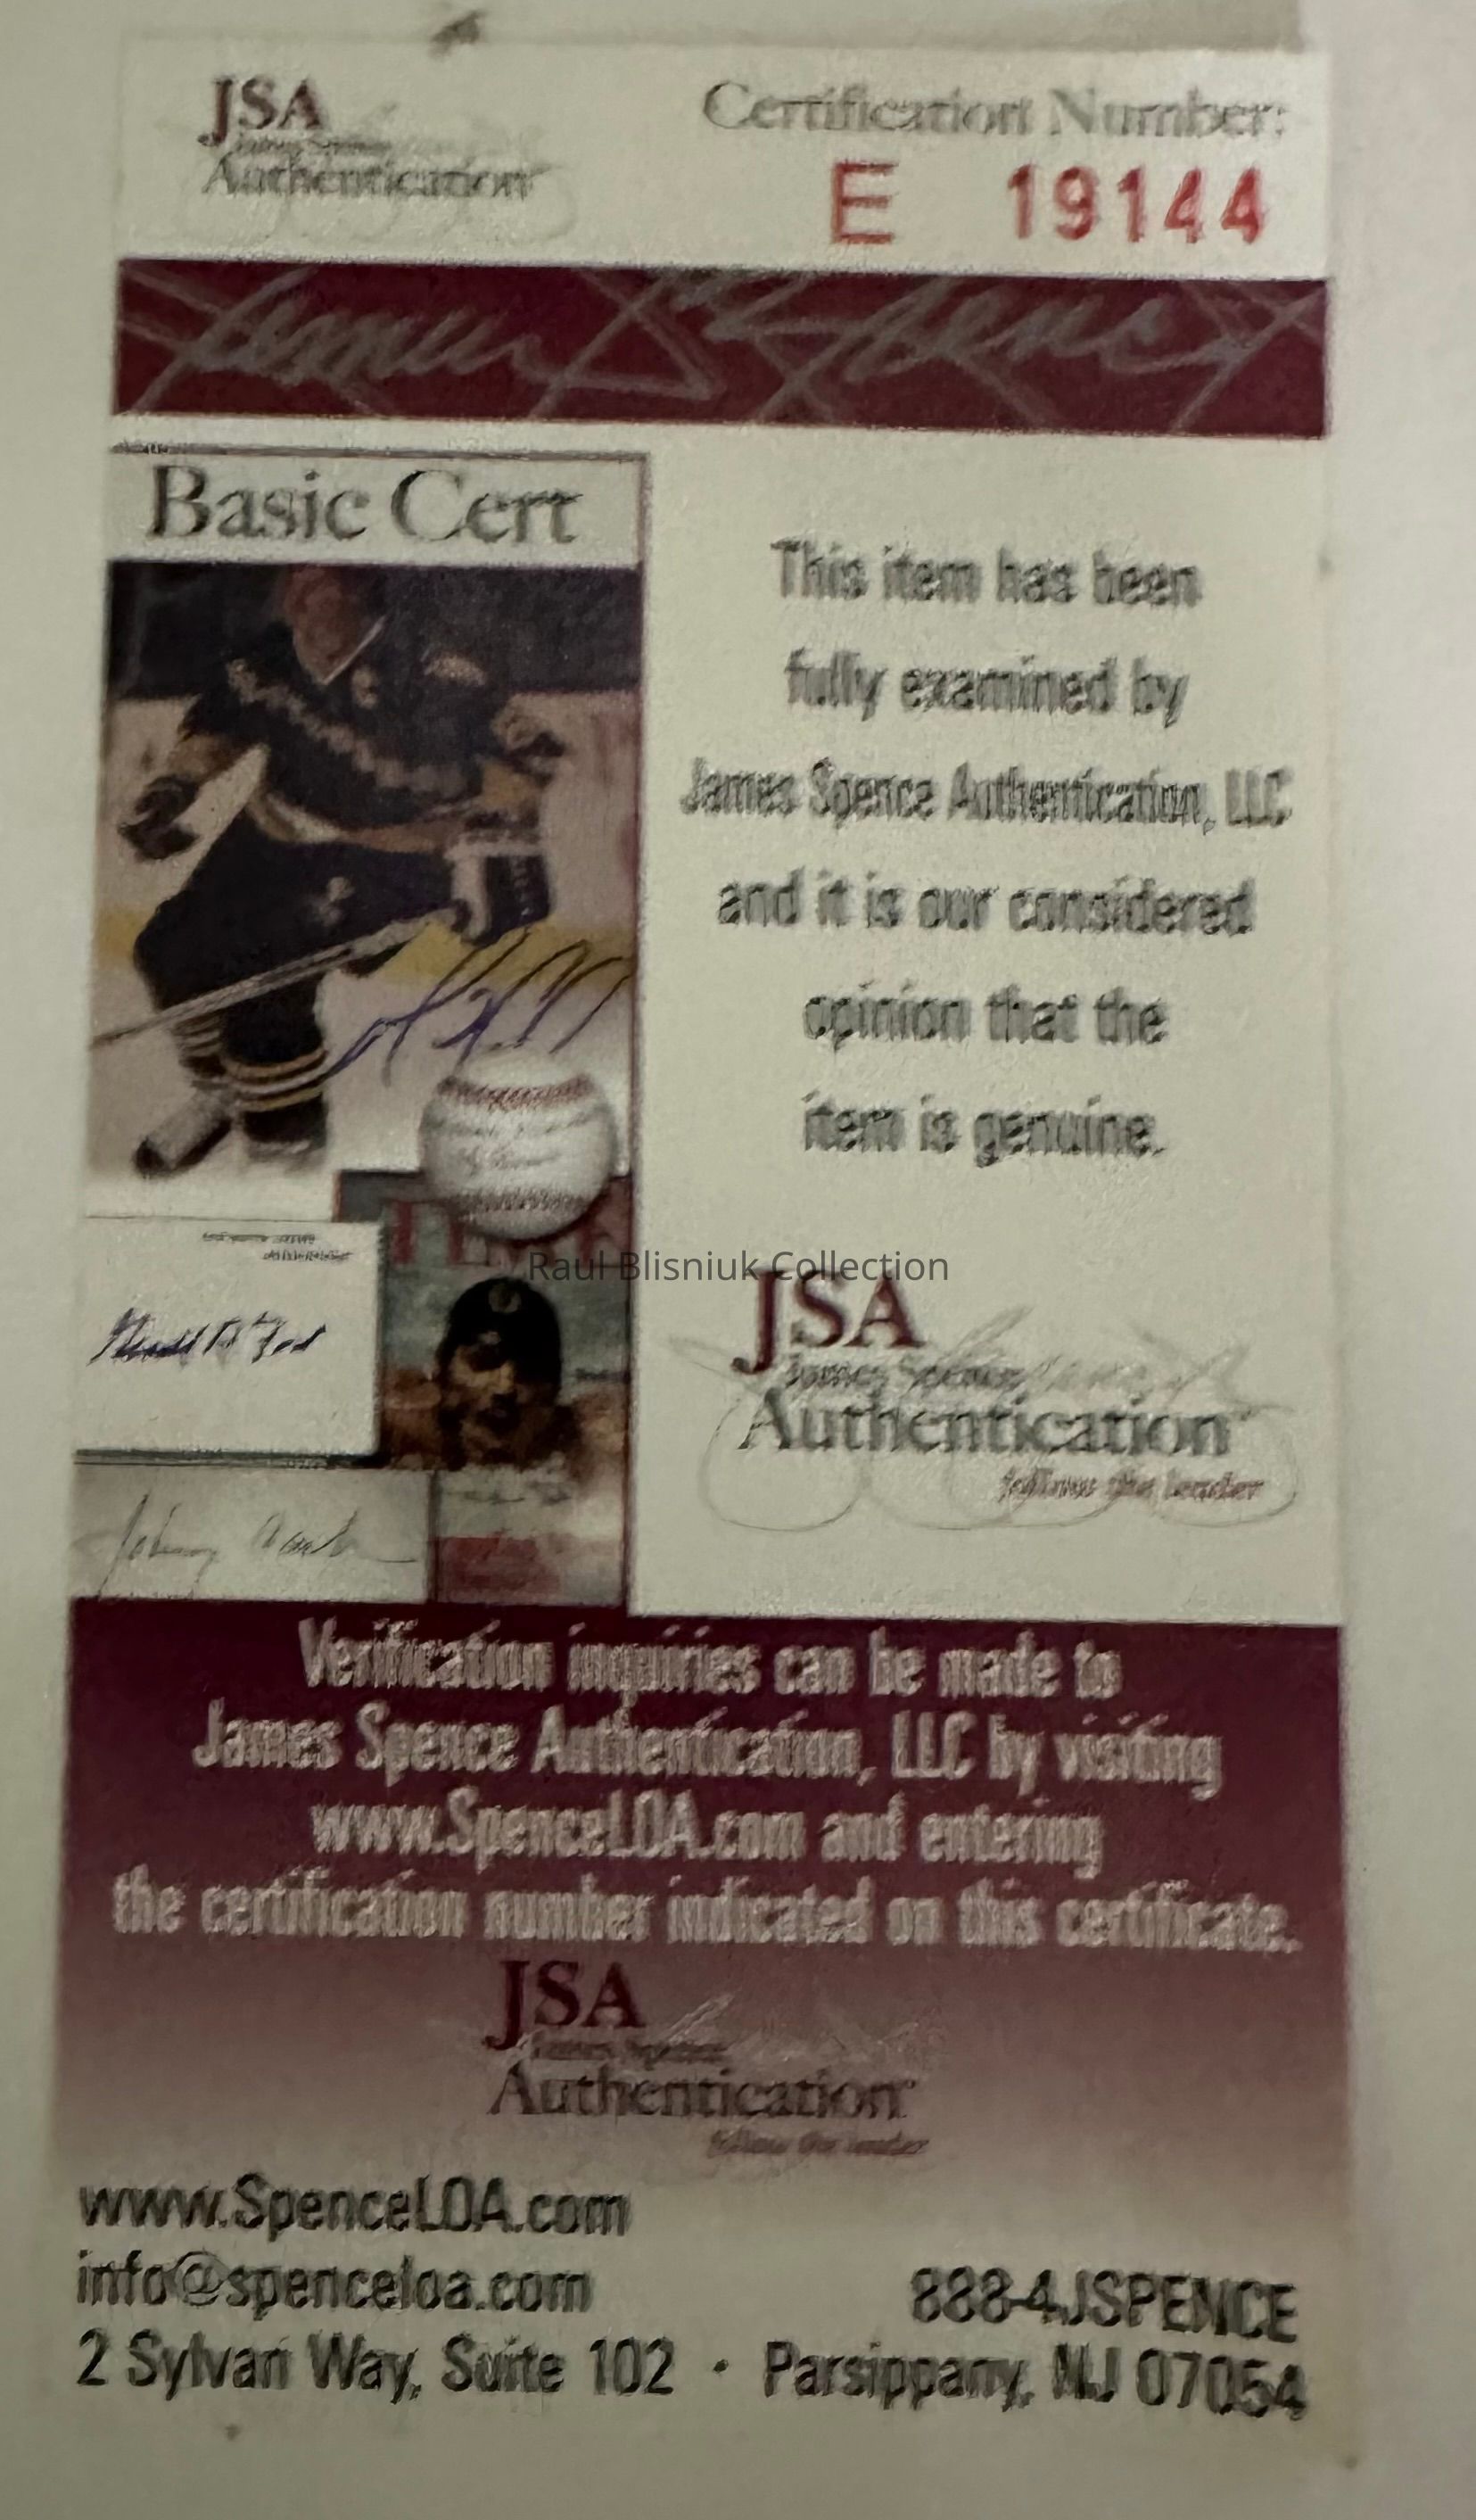 JSA
James Spence
Authentication
Certification Number:
E 19144
Basic Cert
This item has been
fully examined by
James Spence Authentication, LLC
and it is our considered
opinion that the
item is genuine.
TIME
Raul Blisniuk Collection
JSA
James Spence
Authentication
follow the leader
Verification inquiries can be made to
James Spence Authentication, LLC by visiting
www.SpenceLOA.com and entering
the certification number indicated on this certificate.
JSA
James Spence
Authentication
follow the leader
www.SpenceLOA.com
info@spenceloa.com
888-4JSPENCE
2 Sylvan Way, Suite 102 · Parsippany, NJ 07054